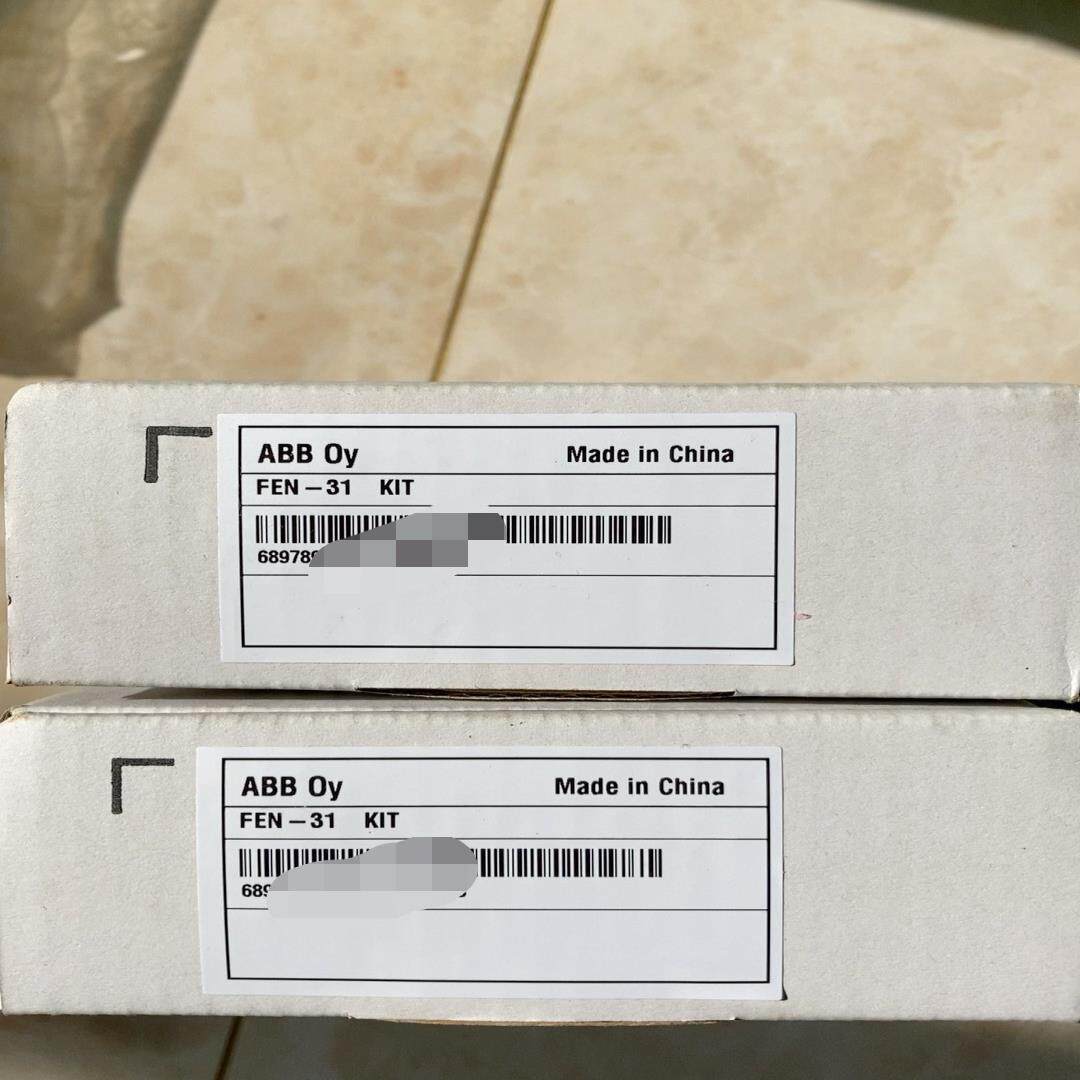 ABB Oy Made in China
FEN-31 KIT
68978
ABB Oy Made in China
FEN-31 KIT
689